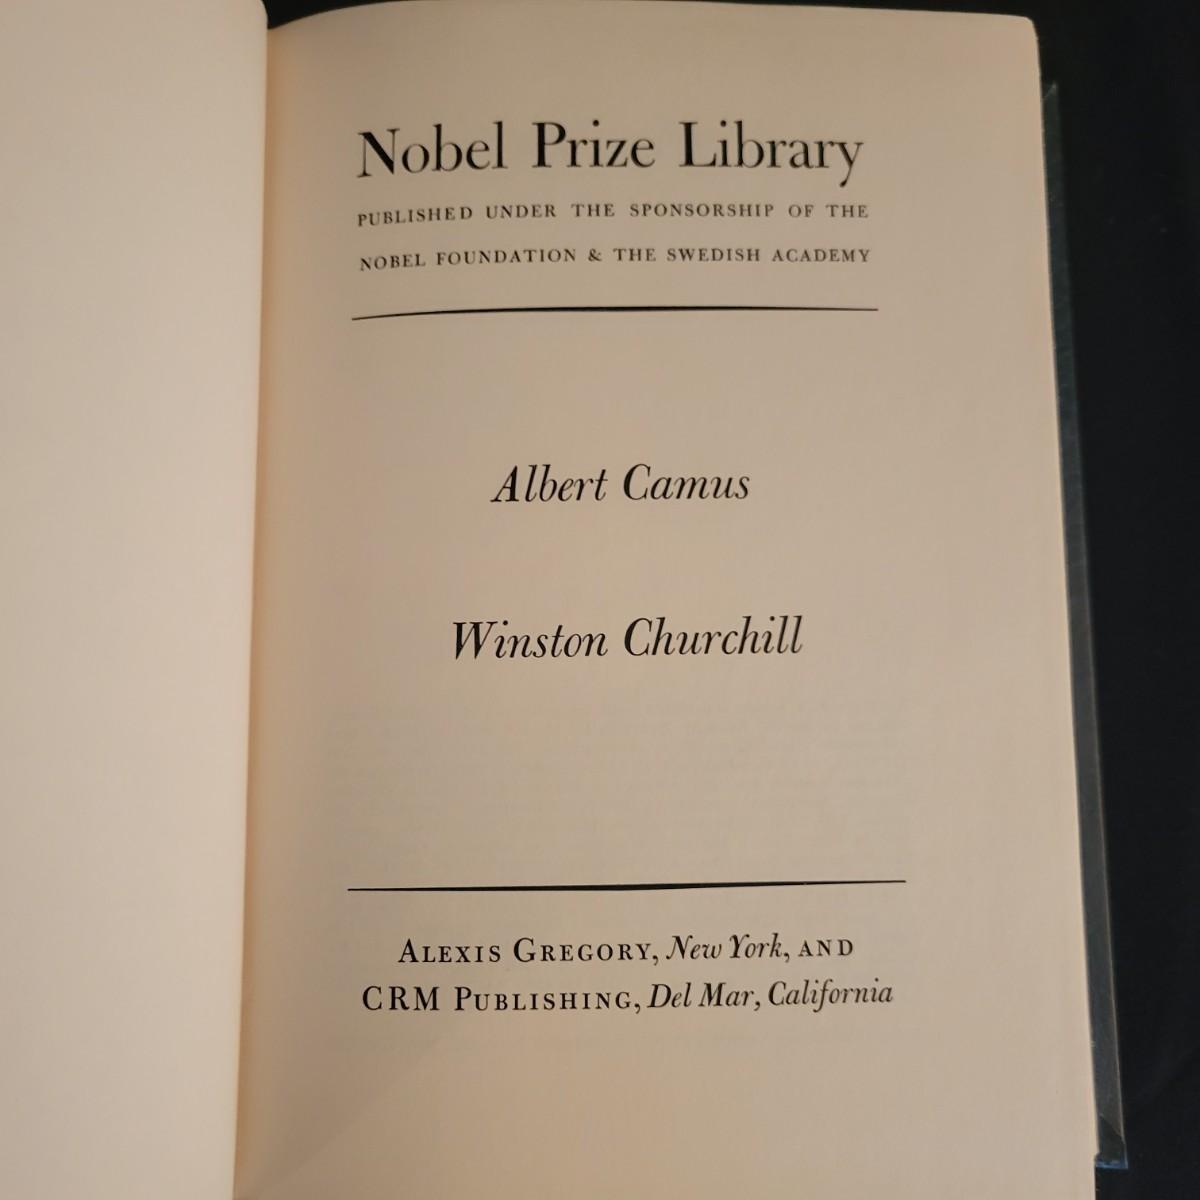 Nobel Prize Library
PUBLISHED UNDER THE SPONSORSHIP OF THE
NOBEL FOUNDATION & THE SWEDISH ACADEMY
Albert Camus
Winston Churchill
ALEXIS GREGORY, New York, AND
CRM PUBLISHING, Del Mar, California